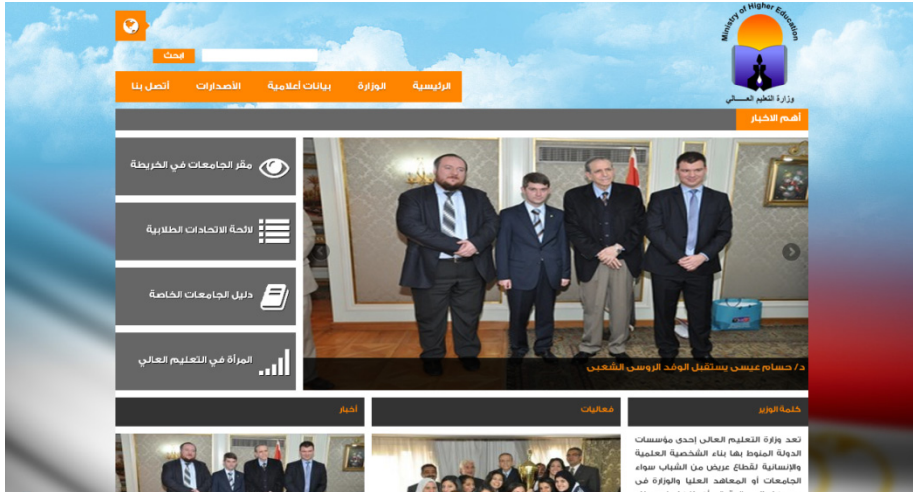 Ministry of Higher Education
وزارة التعليم العـــالي
ابحث
الرئيسية
الوزارة
بيانات أعلامية
الأصدارات
أتصل بنا
أهم الاخبار
مقر الجامعات في الخريطة
لائحة الاتحادات الطلابية
دليل الجامعات الخاصة
المرأة في التعليم العالي
د/ حسام عيسى يستقبل الوفد الروسى الشعبى
كلمة الوزير
فعاليات
أخبار
تعد وزارة التعليم العالى إحدى مؤسسات
الدولة المنوط بها بناء الشخصية العلمية
والإنسانية لقطاع عريض من الشباب سواء
الجامعات أو المعاهد العليا والوزارة فى